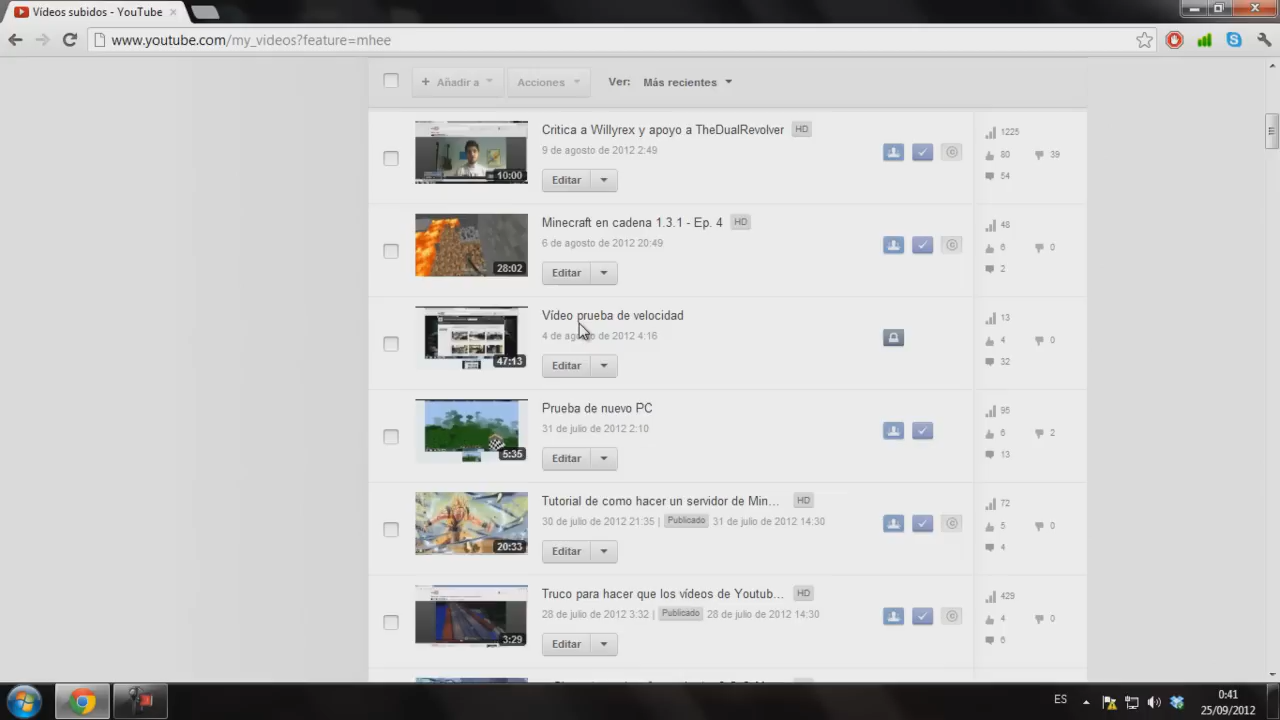 Vídeos subidos - YouTube
www.youtube.com/my_videos?feature=mhee
+ Añadir a
Acciones
Ver:
Más recientes
Critica a Willyrex y apoyo a TheDualRevolver HD
9 de agosto de 2012 2:49
Editar
10:00
1225
80 39
54
Minecraft en cadena 1.3.1 - Ep. 4 HD
6 de agosto de 2012 20:49
Editar
28:02
48
6 0
2
Vídeo prueba de velocidad
4 de agosto de 2012 4:16
Editar
47:13
13
4 0
32
Prueba de nuevo PC
31 de julio de 2012 2:10
Editar
5:35
95
6 2
13
Tutorial de como hacer un servidor de Min... HD
30 de julio de 2012 21:35 | Publicado 31 de julio de 2012 14:30
Editar
20:33
72
5 0
4
Truco para hacer que los vídeos de Youtub... HD
28 de julio de 2012 3:32 | Publicado 28 de julio de 2012 14:30
Editar
3:29
429
4 0
6
ES
0:41
25/09/2012